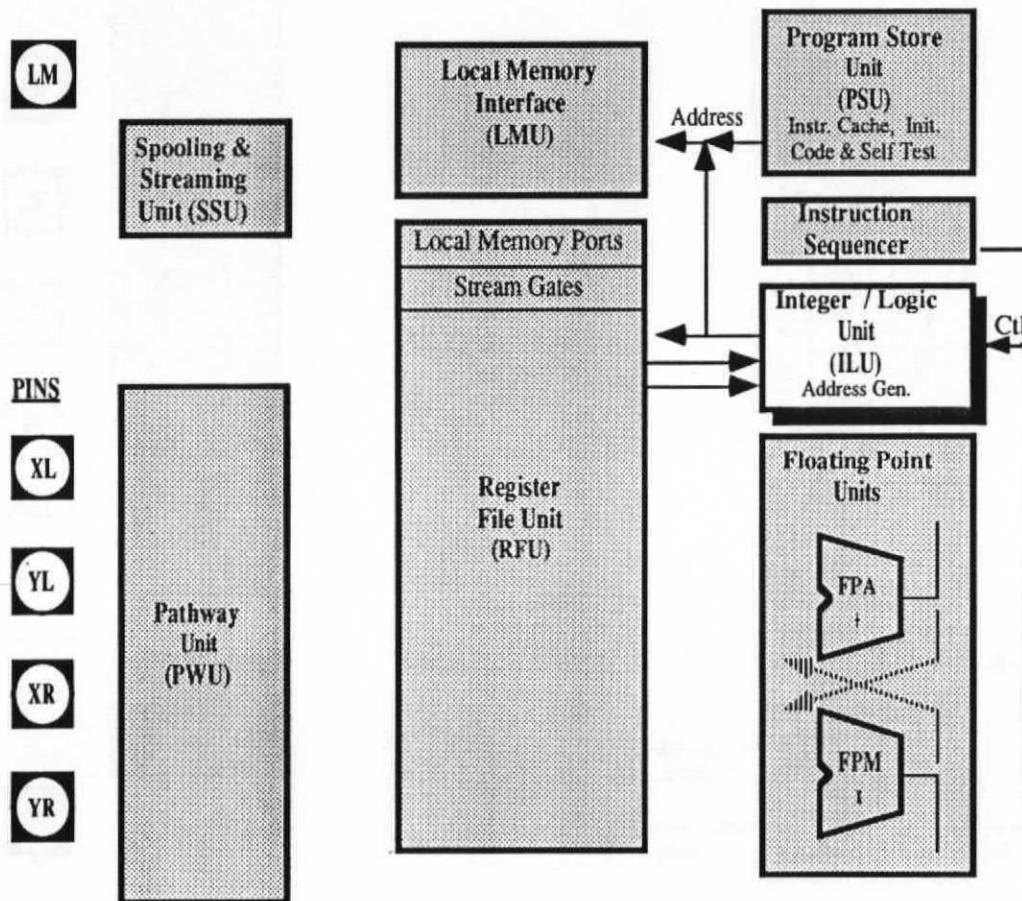 LM
Spooling &
Streaming
Unit (SSU)
PINS
XL
YL
XR
YR
Pathway
Unit
(PWU)
Local Memory
Interface
(LMU)
Local Memory Ports
Stream Gates
Register
File Unit
(RFU)
Address
Program Store
Unit
(PSU)
Instr. Cache, Init.
Code & Self Test
Instruction
Sequencer
Integer / Logic
Unit
(ILU)
Address Gen.
Floating Point
Units
FPA
FPM